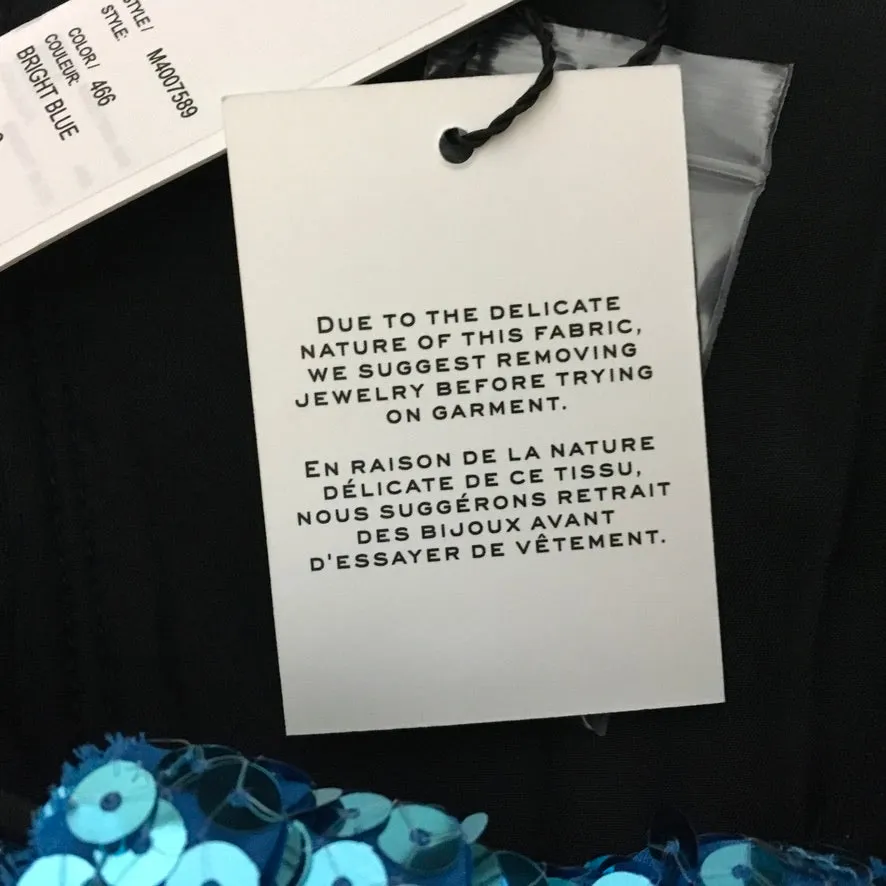 STYLE /
STYLE:
M4007589
COLOR /
COULEUR:
466
BRIGHT BLUE
DUE TO THE DELICATE
NATURE OF THIS FABRIC,
WE SUGGEST REMOVING
JEWELRY BEFORE TRYING
ON GARMENT.
EN RAISON DE LA NATURE
DÉLICATE DE CE TISSU,
NOUS SUGGÉRONS RETRAIT
DES BIJOUX AVANT
D'ESSAYER DE VÊTEMENT.